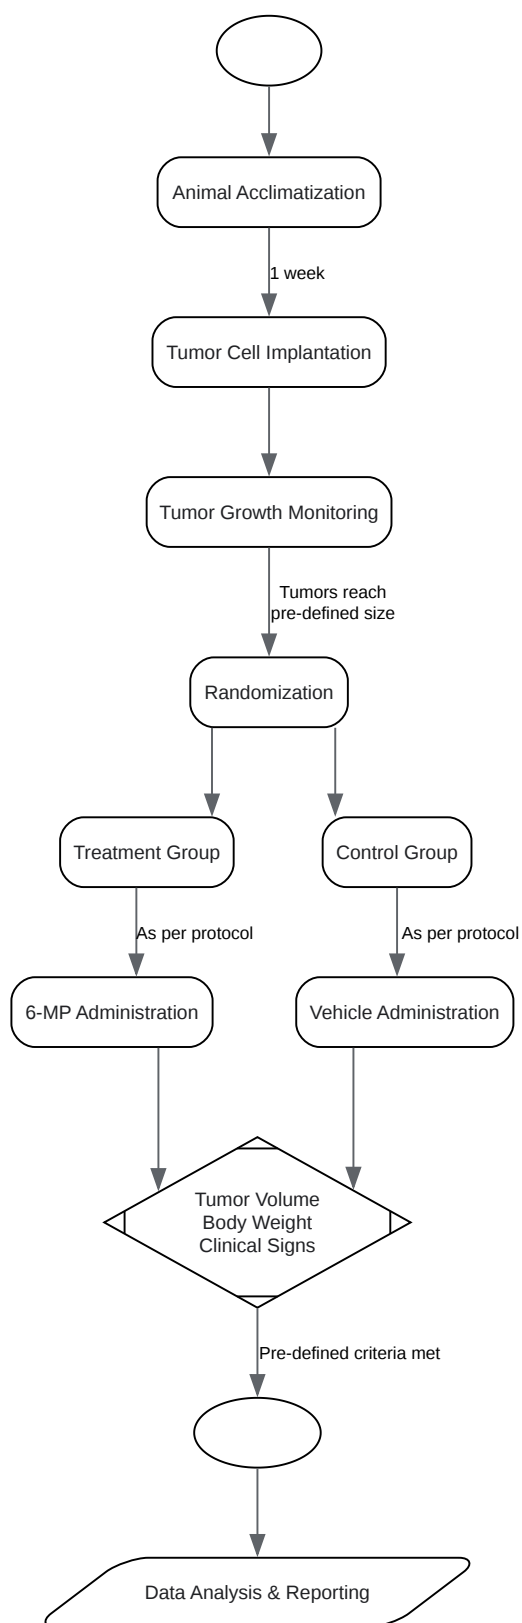 Animal Acclimatization
1 week
Tumor Cell Implantation
Tumor Growth Monitoring
Tumors reach
pre-defined size
Randomization
Treatment Group
Control Group
As per protocol
As per protocol
6-MP Administration
Vehicle Administration
Tumor Volume
Body Weight
Clinical Signs
Pre-defined criteria met
Data Analysis & Reporting